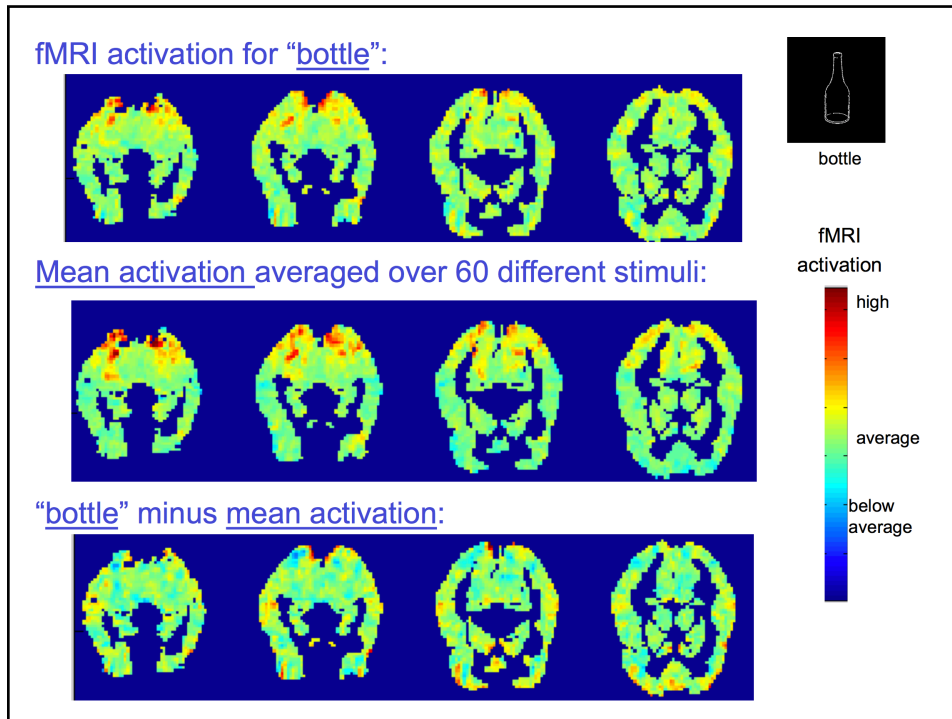 fMRI activation for “bottle”:
bottle
fMRI
activation
Mean activation averaged over 60 different stimuli:
high
average
below
average
“bottle” minus mean activation: